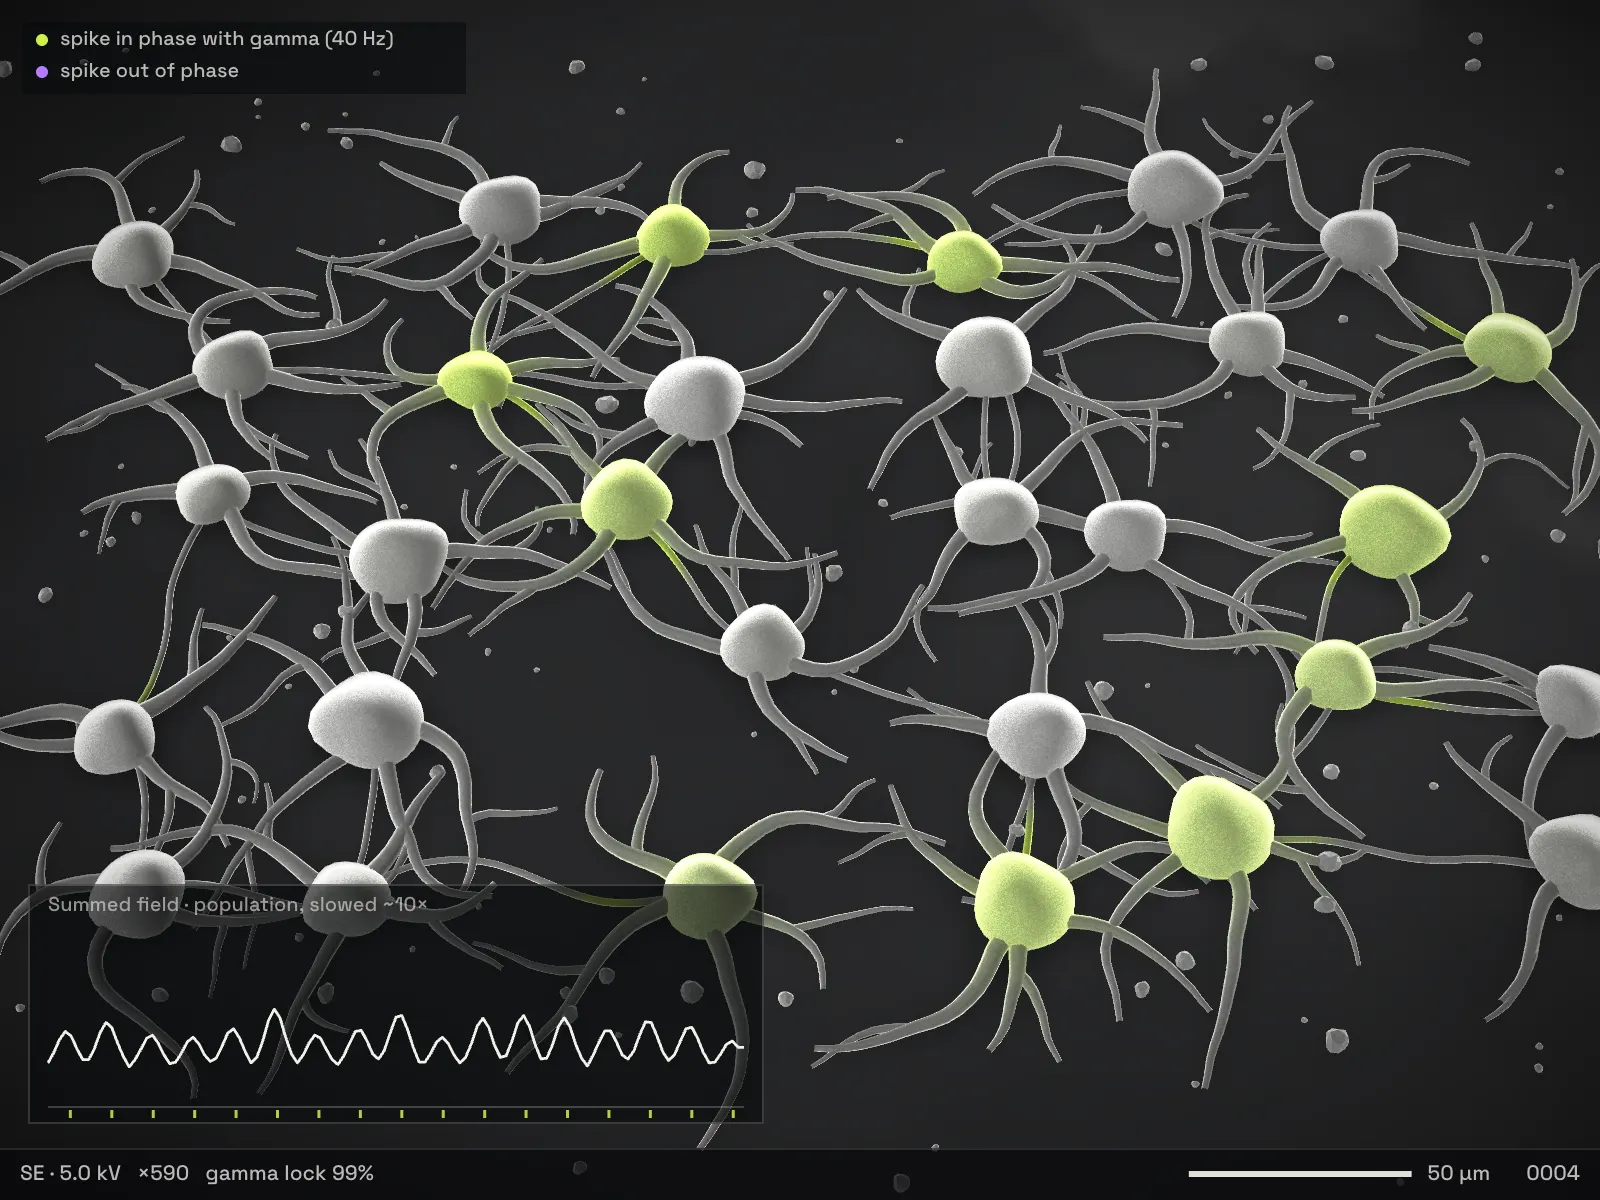 spike in phase with gamma (40 Hz)
spike out of phase
Summed field · population, slowed ~10×
SE · 5.0 kV ×590 gamma lock 99% 50 µm 0004